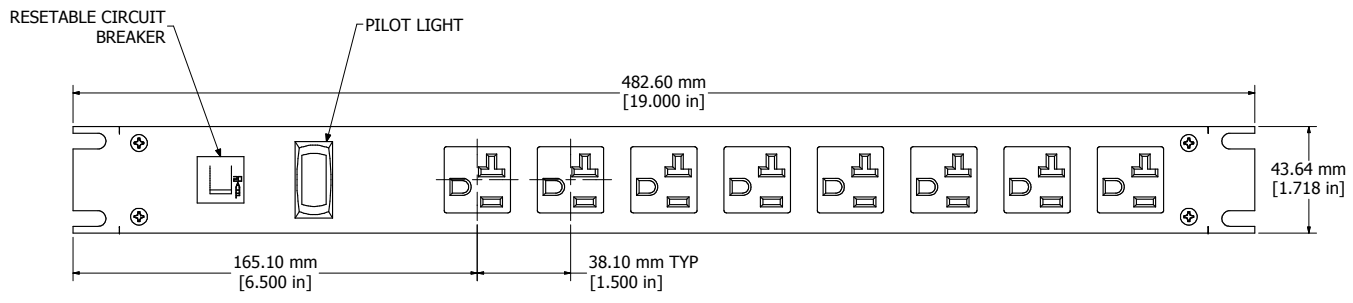 RESETABLE CIRCUIT
BREAKER
PILOT LIGHT
482.60 mm
[19.000 in]
43.64 mm
[1.718 in]
165.10 mm
[6.500 in]
38.10 mm TYP
[1.500 in]